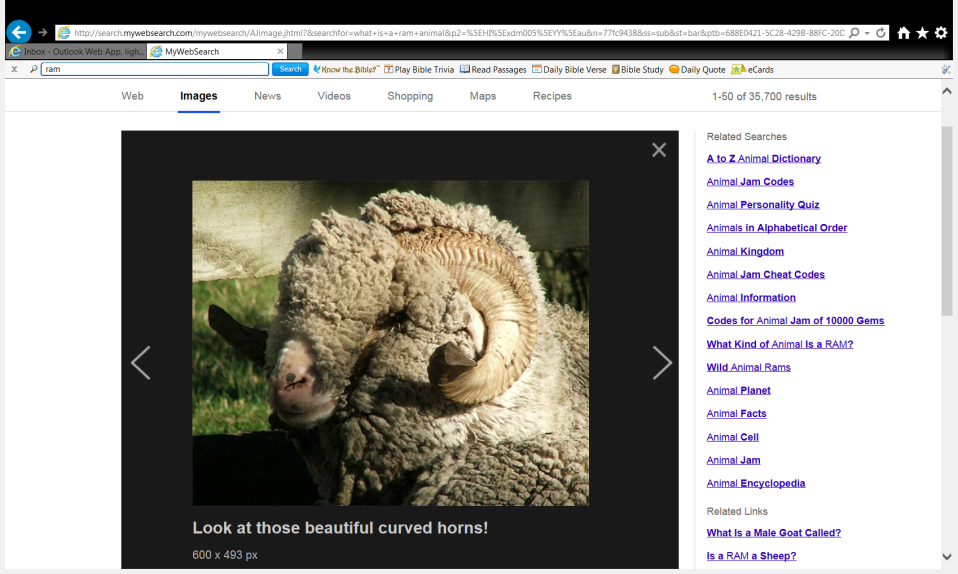 http://search.mywebsearch.com/mywebsearch/AJimage.jhtml?&searchfor=what+is+a+ram+animal&p2=%5EHI%5Exdm005%5EYY%5Eau&n=77fc9438&ss=sub&st=bar&ptb=688E0421-5C28-429B-88FC-20D
Inbox - Outlook Web App, ligh... MyWebSearch
x ram Search Know the Bible!™ Play Bible Trivia Read Passages Daily Bible Verse Bible Study Daily Quote eCards
Web Images News Videos Shopping Maps Recipes 1-50 of 35,700 results
Look at those beautiful curved horns!
600 x 493 px
Related Searches
A to Z Animal Dictionary
Animal Jam Codes
Animal Personality Quiz
Animals in Alphabetical Order
Animal Kingdom
Animal Jam Cheat Codes
Animal Information
Codes for Animal Jam of 10000 Gems
What Kind of Animal Is a RAM?
Wild Animal Rams
Animal Planet
Animal Facts
Animal Cell
Animal Jam
Animal Encyclopedia
Related Links
What Is a Male Goat Called?
Is a RAM a Sheep?